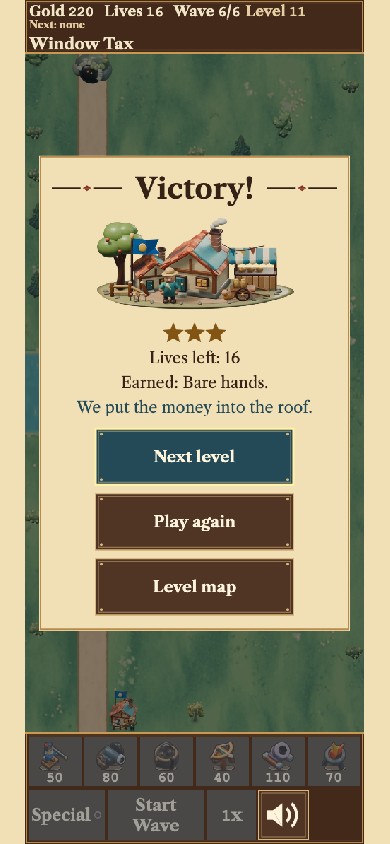 Gold 220 Lives 16 Wave 6/6 Level 11
Next: none
Window Tax
Victory!
Lives left: 16
Earned: Bare hands.
We put the money into the roof.
Next level
Play again
Level map
50 80 60 40 110 70
Special
Start
Wave
1x